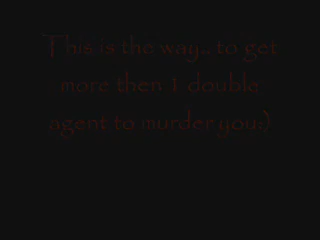 This is the way.. to get
more then 1 double
agent to murder you:)